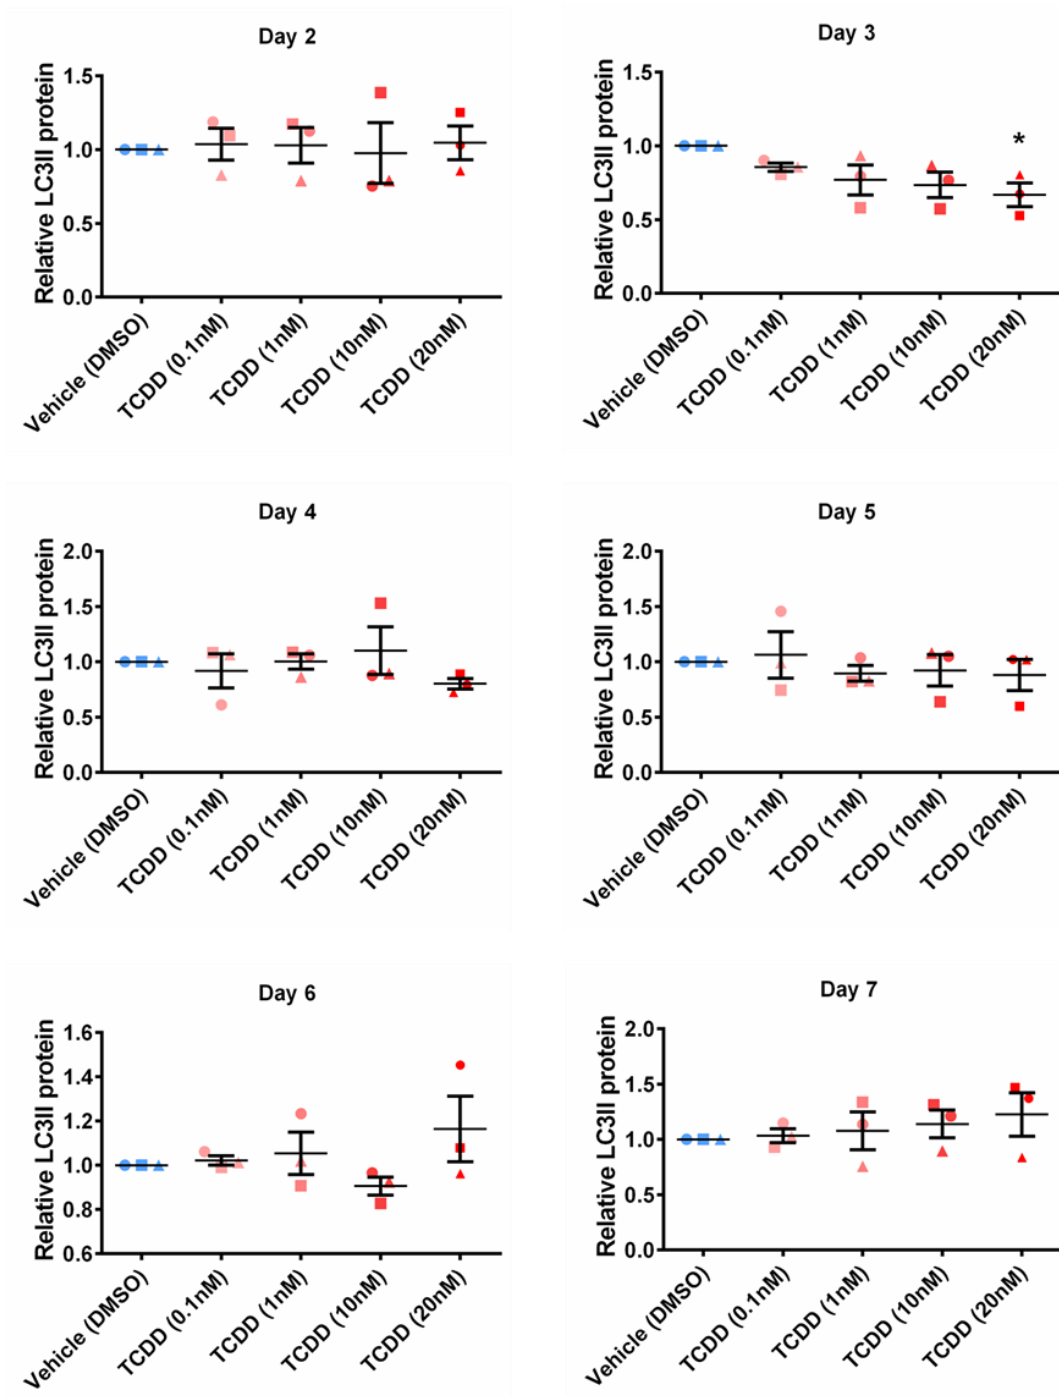 Day 2
Relative LC3II protein
1.5
1.0
0.5
0.0
Vehicle (DMSO)
TCDD (0.1nM)
TCDD (1nM)
TCDD (10nM)
TCDD (20nM)
Day 3
Relative LC3II protein
1.5
1.0
0.5
0.0
*
Vehicle (DMSO)
TCDD (0.1nM)
TCDD (1nM)
TCDD (10nM)
TCDD (20nM)
Day 4
Relative LC3II protein
2.0
1.5
1.0
0.5
0.0
Vehicle (DMSO)
TCDD (0.1nM)
TCDD (1nM)
TCDD (10nM)
TCDD (20nM)
Day 5
Relative LC3II protein
2.0
1.5
1.0
0.5
0.0
Vehicle (DMSO)
TCDD (0.1nM)
TCDD (1nM)
TCDD (10nM)
TCDD (20nM)
Day 6
Relative LC3II protein
1.6
1.4
1.2
1.0
0.8
0.6
Vehicle (DMSO)
TCDD (0.1nM)
TCDD (1nM)
TCDD (10nM)
TCDD (20nM)
Day 7
Relative LC3II protein
2.0
1.5
1.0
0.5
0.0
Vehicle (DMSO)
TCDD (0.1nM)
TCDD (1nM)
TCDD (10nM)
TCDD (20nM)